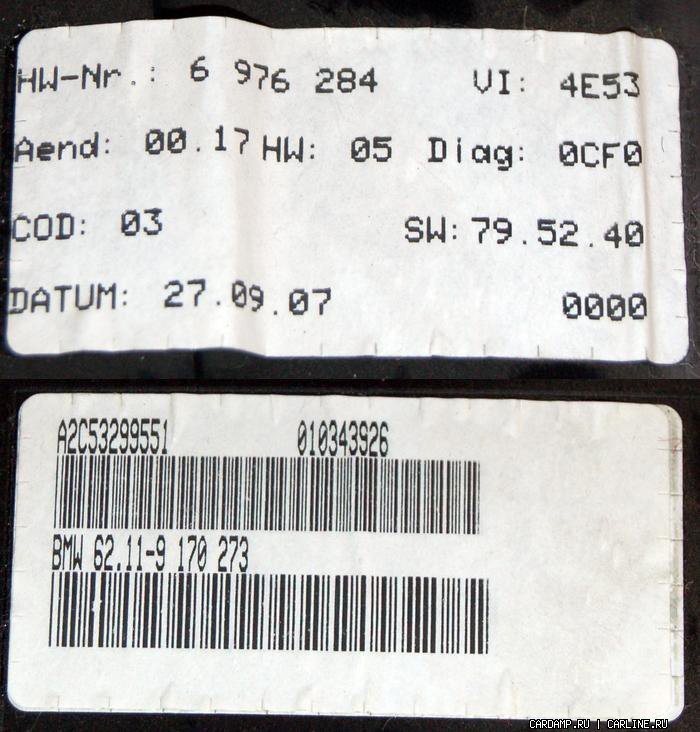 HW-Nr.: 6 976 284 VI: 4E53
Aend: 00.17 HW: 05 Diag: 0CF0
COD: 03 SW: 79.52.40
DATUM: 27.09.07 0000
A2C53299551 010343926
BMW 62.11-9 170 273
CARDAMP.RU | CARLINE.RU